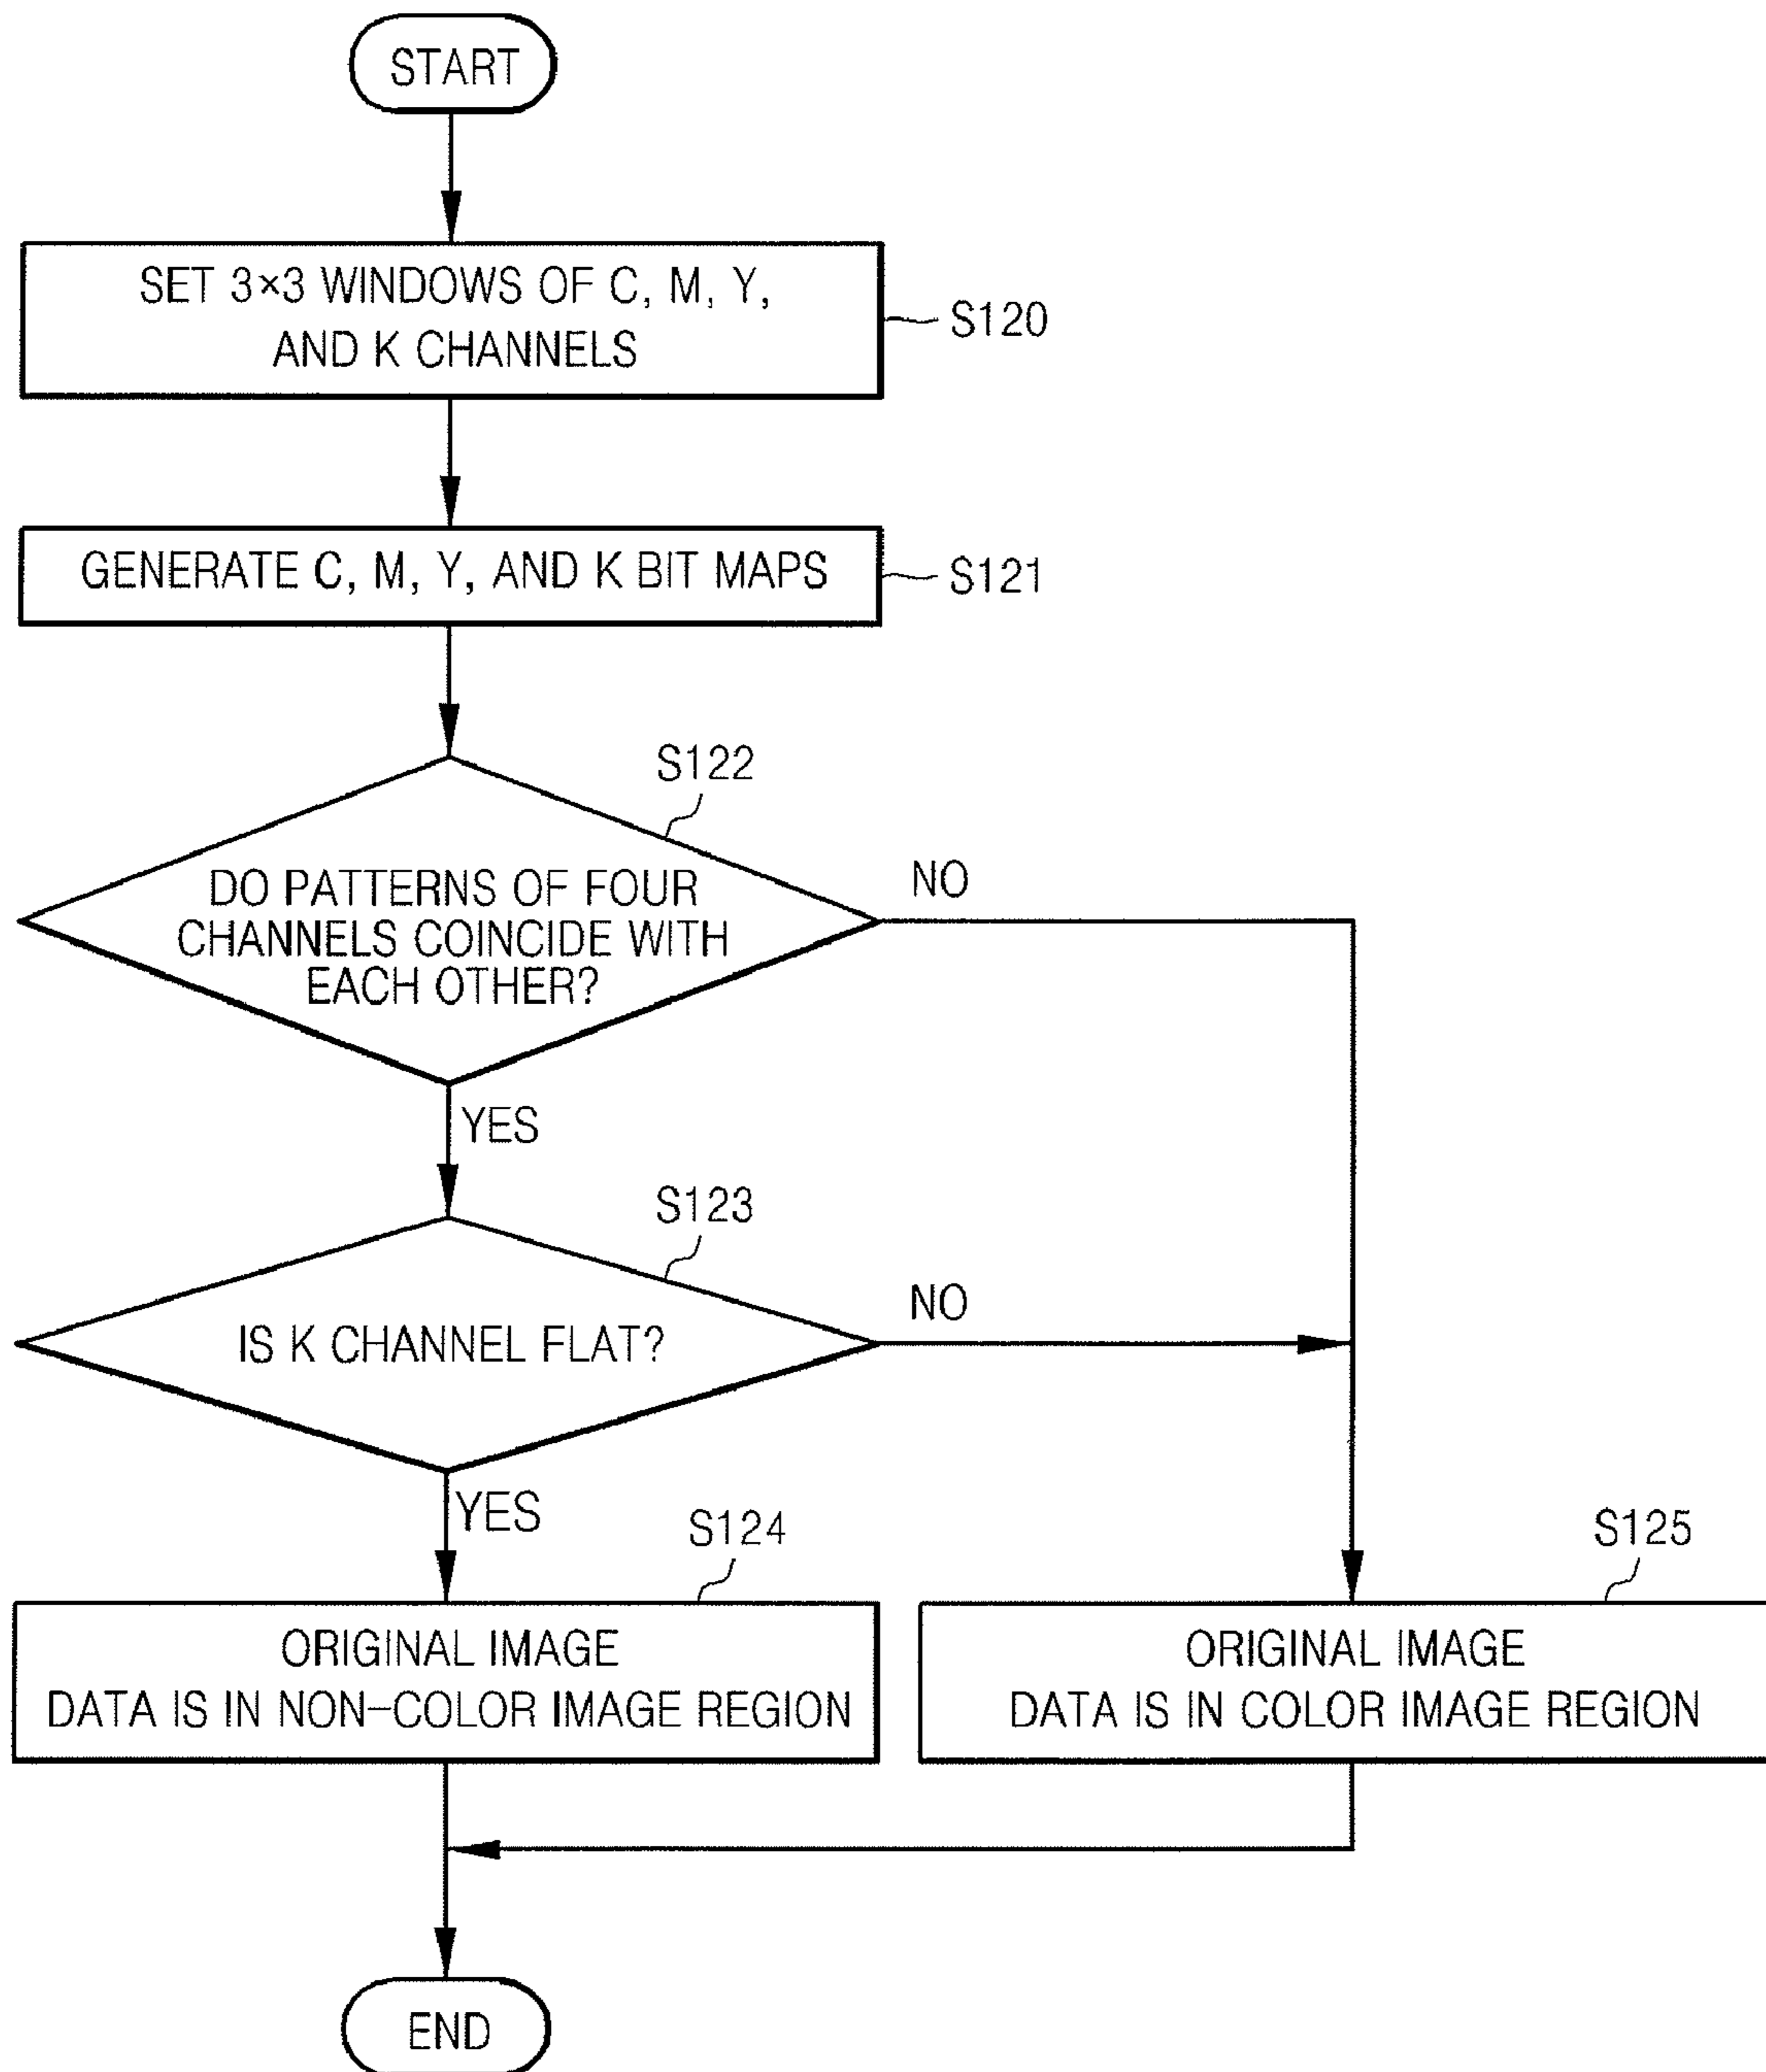 START
SET 3×3 WINDOWS OF C, M, Y,
AND K CHANNELS
S120
GENERATE C, M, Y, AND K BIT MAPS
S121
S122
DO PATTERNS OF FOUR
CHANNELS COINCIDE WITH
EACH OTHER?
NO
YES
S123
IS K CHANNEL FLAT?
NO
YES
S124
ORIGINAL IMAGE
DATA IS IN NON-COLOR IMAGE REGION
S125
ORIGINAL IMAGE
DATA IS IN COLOR IMAGE REGION
END